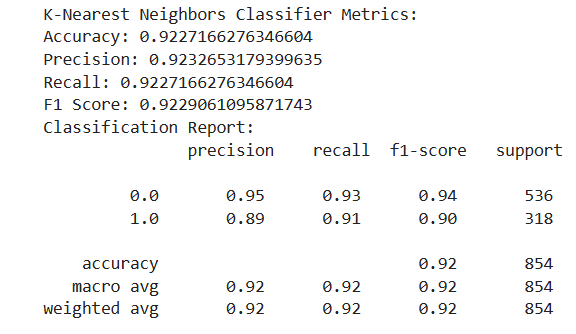 K-Nearest Neighbors Classifier Metrics:
Accuracy: 0.9227166276346604
Precision: 0.9232653179399635
Recall: 0.9227166276346604
F1 Score: 0.9229061095871743
Classification Report:
precision recall f1-score support
0.0 0.95 0.93 0.94 536
1.0 0.89 0.91 0.90 318
accuracy 0.92 854
macro avg 0.92 0.92 0.92 854
weighted avg 0.92 0.92 0.92 854